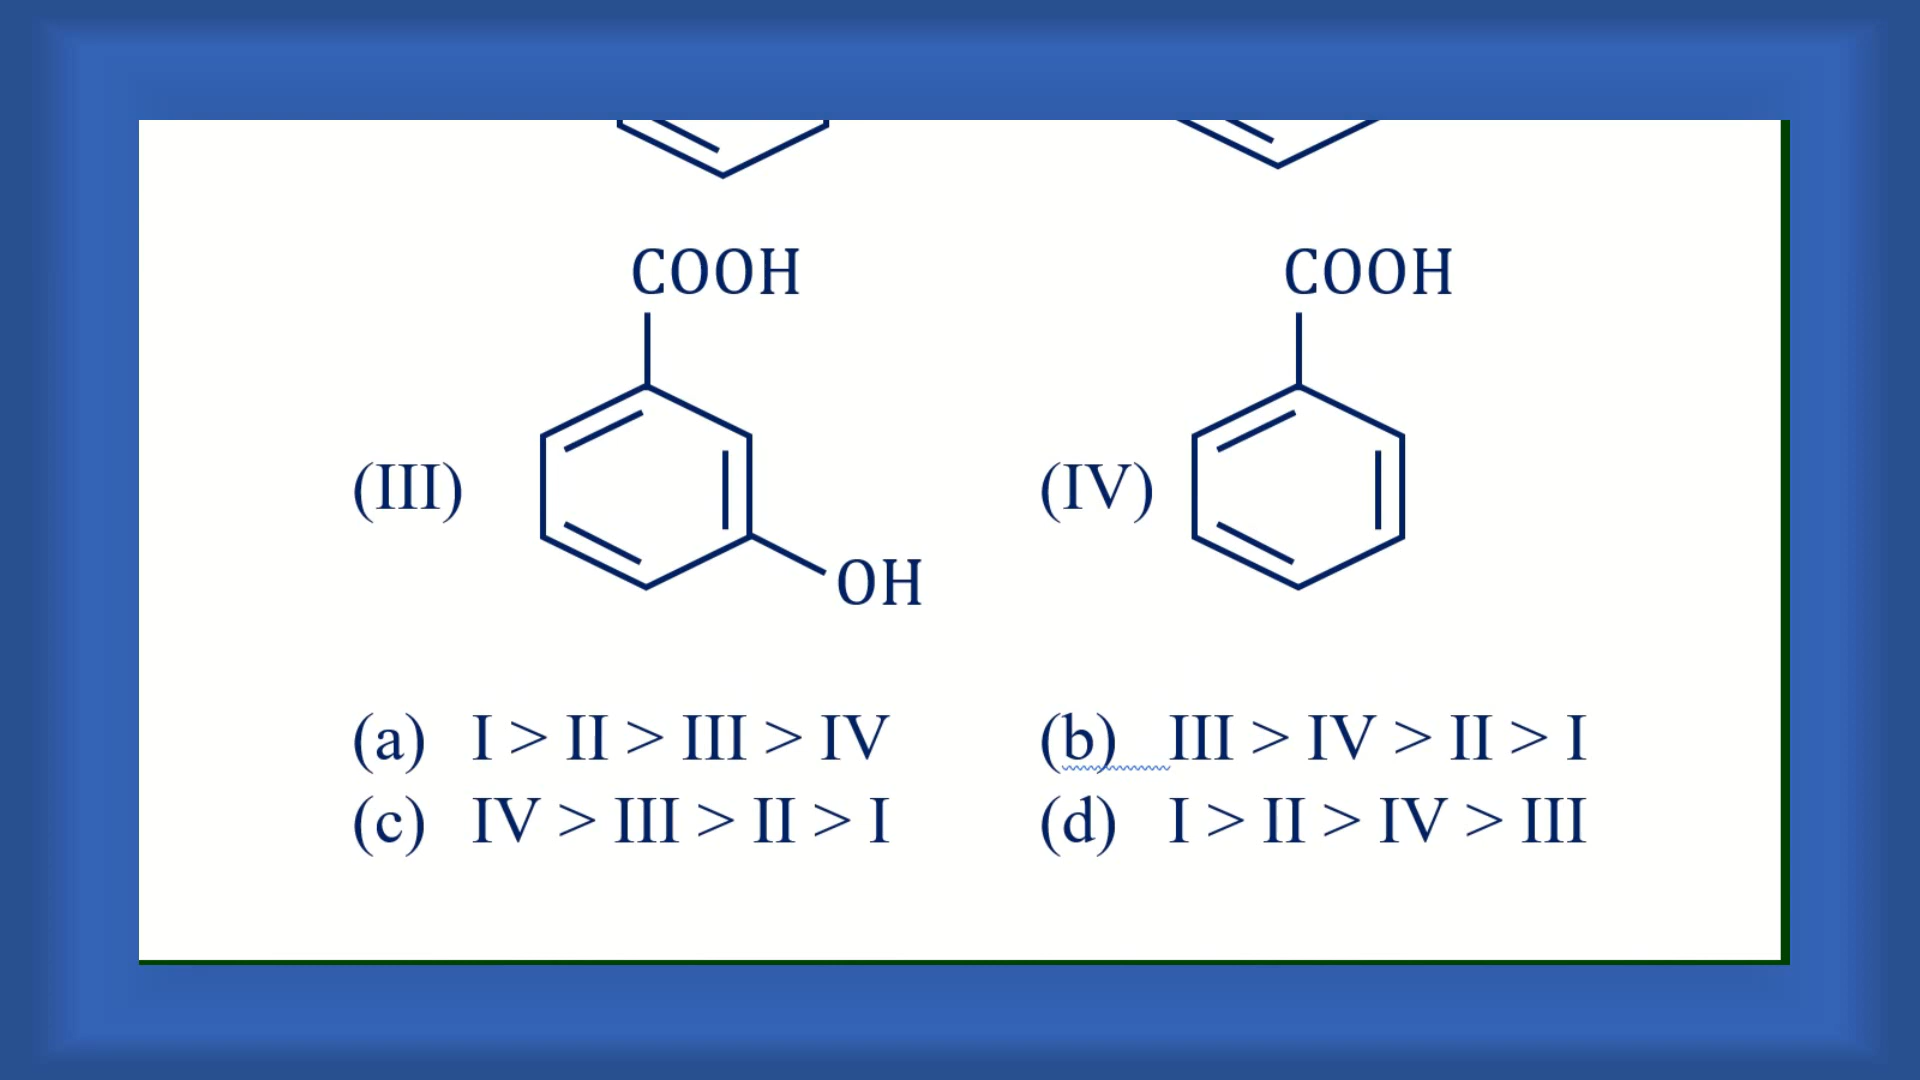 COOH COOH
(III) (IV)
OH
(a) I > II > III > IV (b) III > IV > II > I
(c) IV > III > II > I (d) I > II > IV > III